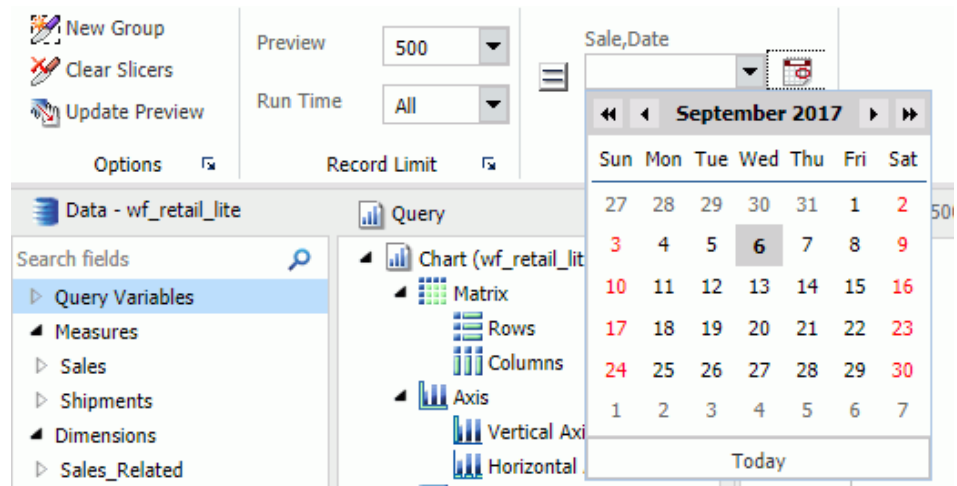 New Group
Clear Slicers
Update Preview
Options
Preview 500
Run Time All
Record Limit
Sale,Date
September 2017
Sun Mon Tue Wed Thu Fri Sat
27 28 29 30 31 1 2
3 4 5 6 7 8 9
10 11 12 13 14 15 16
17 18 19 20 21 22 23
24 25 26 27 28 29 30
1 2 3 4 5 6 7
Today
Data - wf_retail_lite
Search fields
Query Variables
Measures
Sales
Shipments
Dimensions
Sales_Related
Query
Chart (wf_retail_lit
Matrix
Rows
Columns
Axis
Vertical Axi
Horizontal